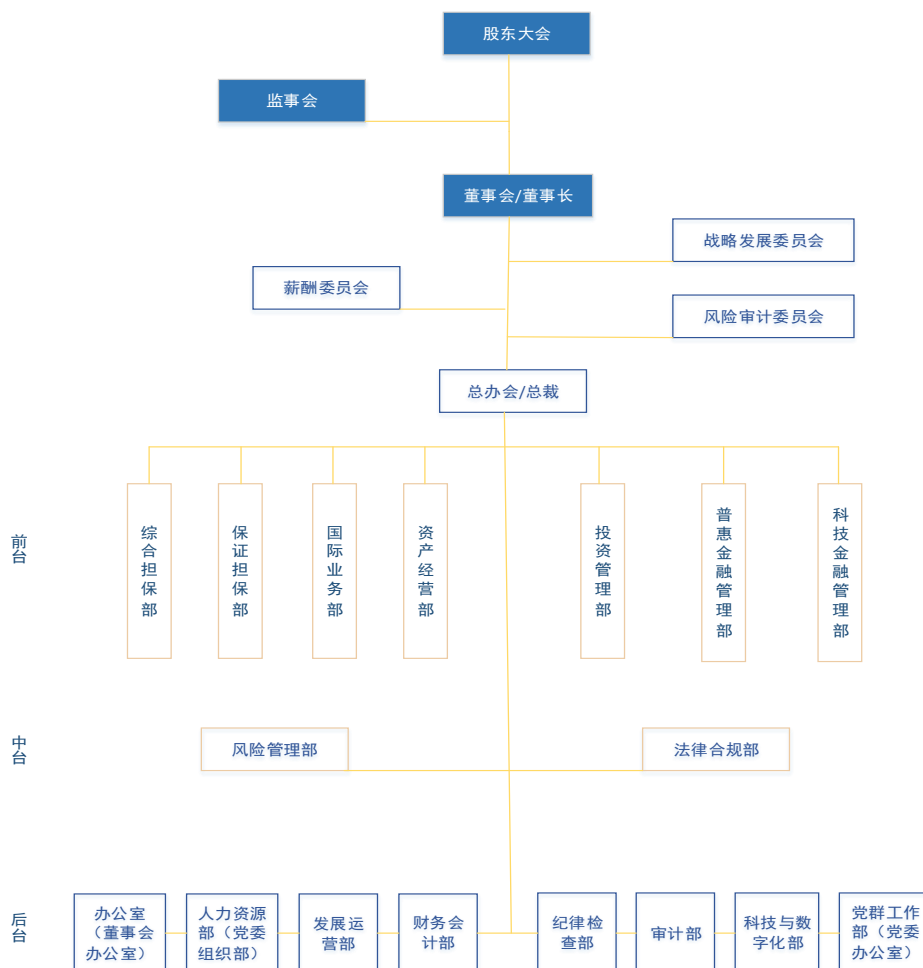 股东大会
监事会
董事会/董事长
战略发展委员会
薪酬委员会
风险审计委员会
总办会/总裁
前台
综合担保部
保证担保部
国际业务部
资产经营部
投资管理部
普惠金融管理部
科技金融管理部
中台
风险管理部
法律合规部
后台
办公室
（董事会
办公室）
人力资源
部（党委
组织部）
发展运
营部
财务会
计部
纪律检
查部
审计部
科技与数
字化部
党群工作
部（党委
办公室）